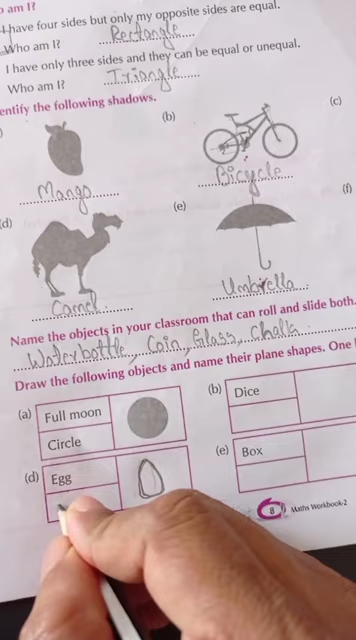 am I?
I have four sides but only my opposite sides are equal.
Who am I? Rectangle
I have only three sides and they can be equal or unequal.
Who am I? Triangle
entify the following shadows.
(b) (c)
Mango Bicycle
(d) (e) (f)
Camel Umbrella
Name the objects in your classroom that can roll and slide both.
Water bottle, Coin, Glass, Chalk
Draw the following objects and name their plane shapes. One
(a) Full moon (b) Dice
Circle
(d) Egg (e) Box
8 Maths Workbook-2